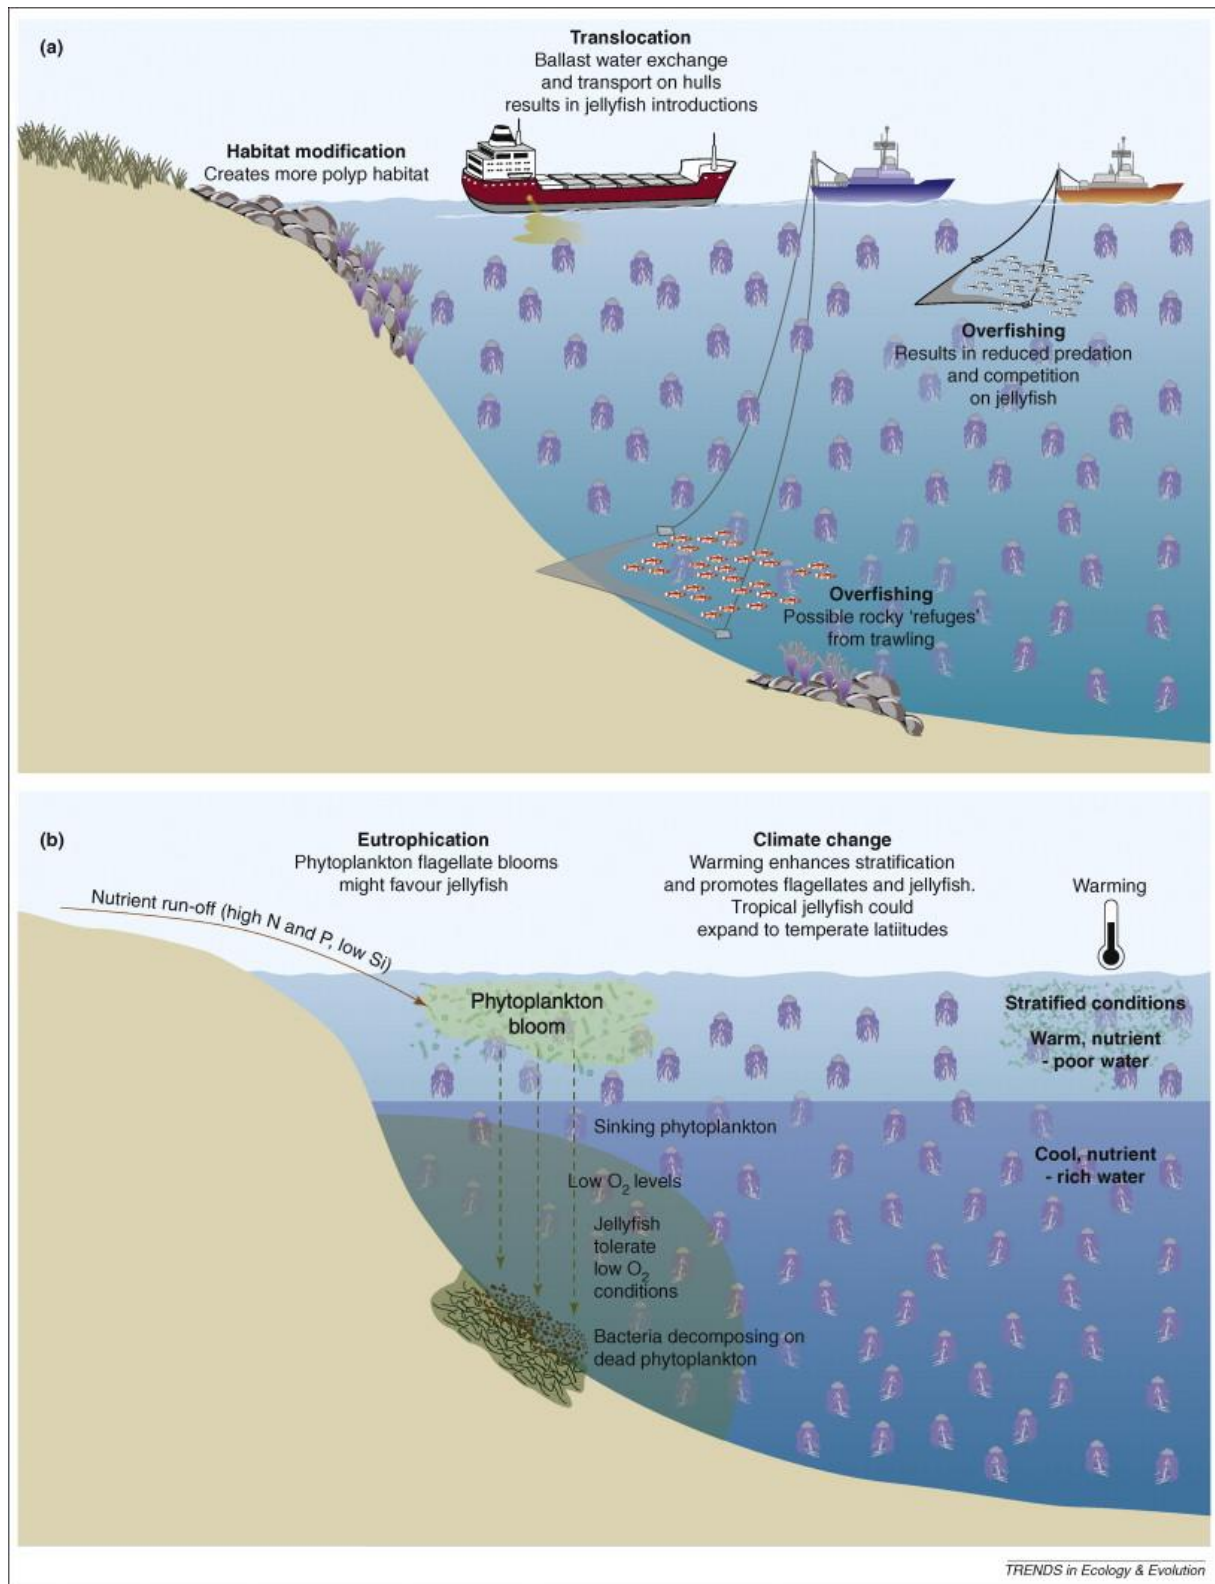 (a)
Translocation
Ballast water exchange
and transport on hulls
results in jellyfish introductions
Habitat modification
Creates more polyp habitat
Overfishing
Results in reduced predation
and competition
on jellyfish
Overfishing
Possible rocky ‘refuges’
from trawling
(b)
Eutrophication
Phytoplankton flagellate blooms
might favour jellyfish
Climate change
Warming enhances stratification
and promotes flagellates and jellyfish.
Tropical jellyfish could
expand to temperate latiitudes
Warming
Nutrient run-off (high N and P, low Si)
Phytoplankton
bloom
Stratified conditions
Warm, nutrient
- poor water
Sinking phytoplankton
Cool, nutrient
- rich water
Low O2 levels
Jellyfish
tolerate
low O2
conditions
Bacteria decomposing on
dead phytoplankton
TRENDS in Ecology & Evolution